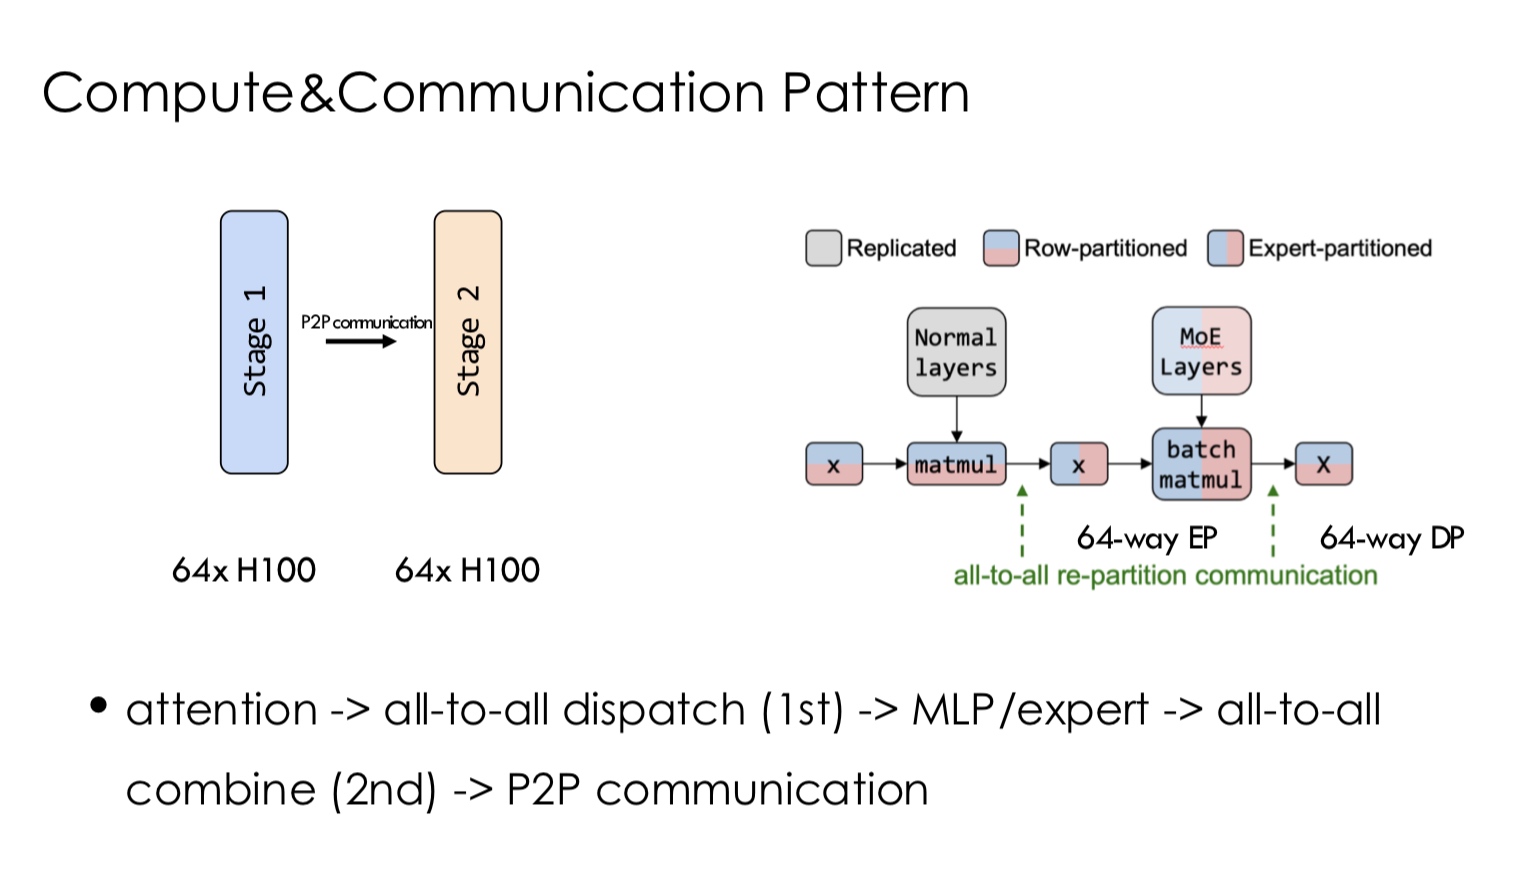 Compute&Communication Pattern
Stage 1
P2P communication
Stage 2
64x H100
64x H100
Replicated
Row-partitioned
Expert-partitioned
Normal
layers
MoE
Layers
x
matmul
x
batch
matmul
X
64-way EP
64-way DP
all-to-all re-partition communication
• attention -> all-to-all dispatch (1st) -> MLP/expert -> all-to-all
combine (2nd) -> P2P communication